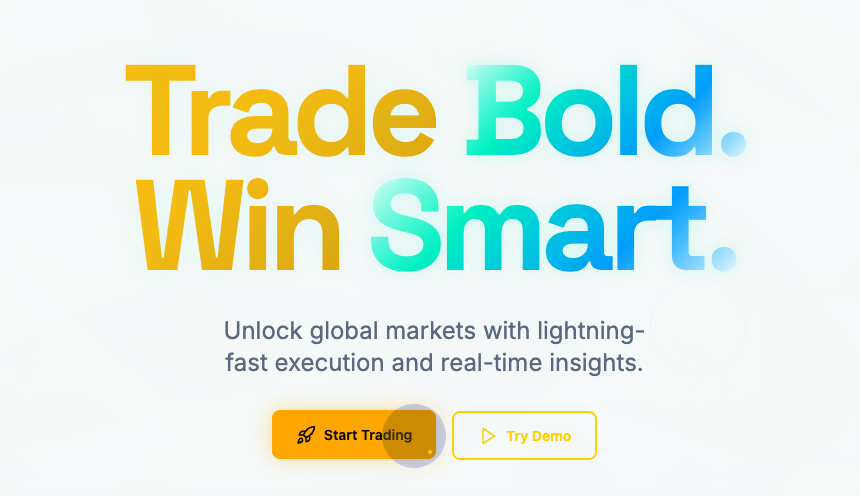 Trade Bold.
Win Smart.
Unlock global markets with lightning-
fast execution and real-time insights.
Start Trading
Try Demo